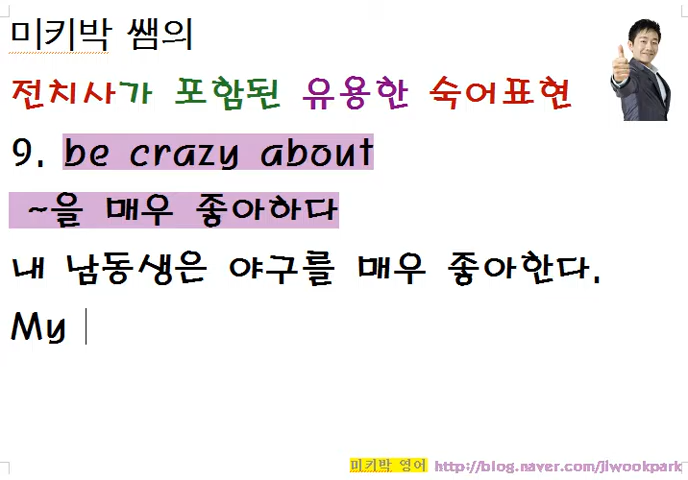 미키박 쌤의
전치사가 포함된 유용한 숙어표현
9. be crazy about
~을 매우 좋아하다
내 남동생은 야구를 매우 좋아한다.
My
미키박 영어 http://blog.naver.com/jiwookpark